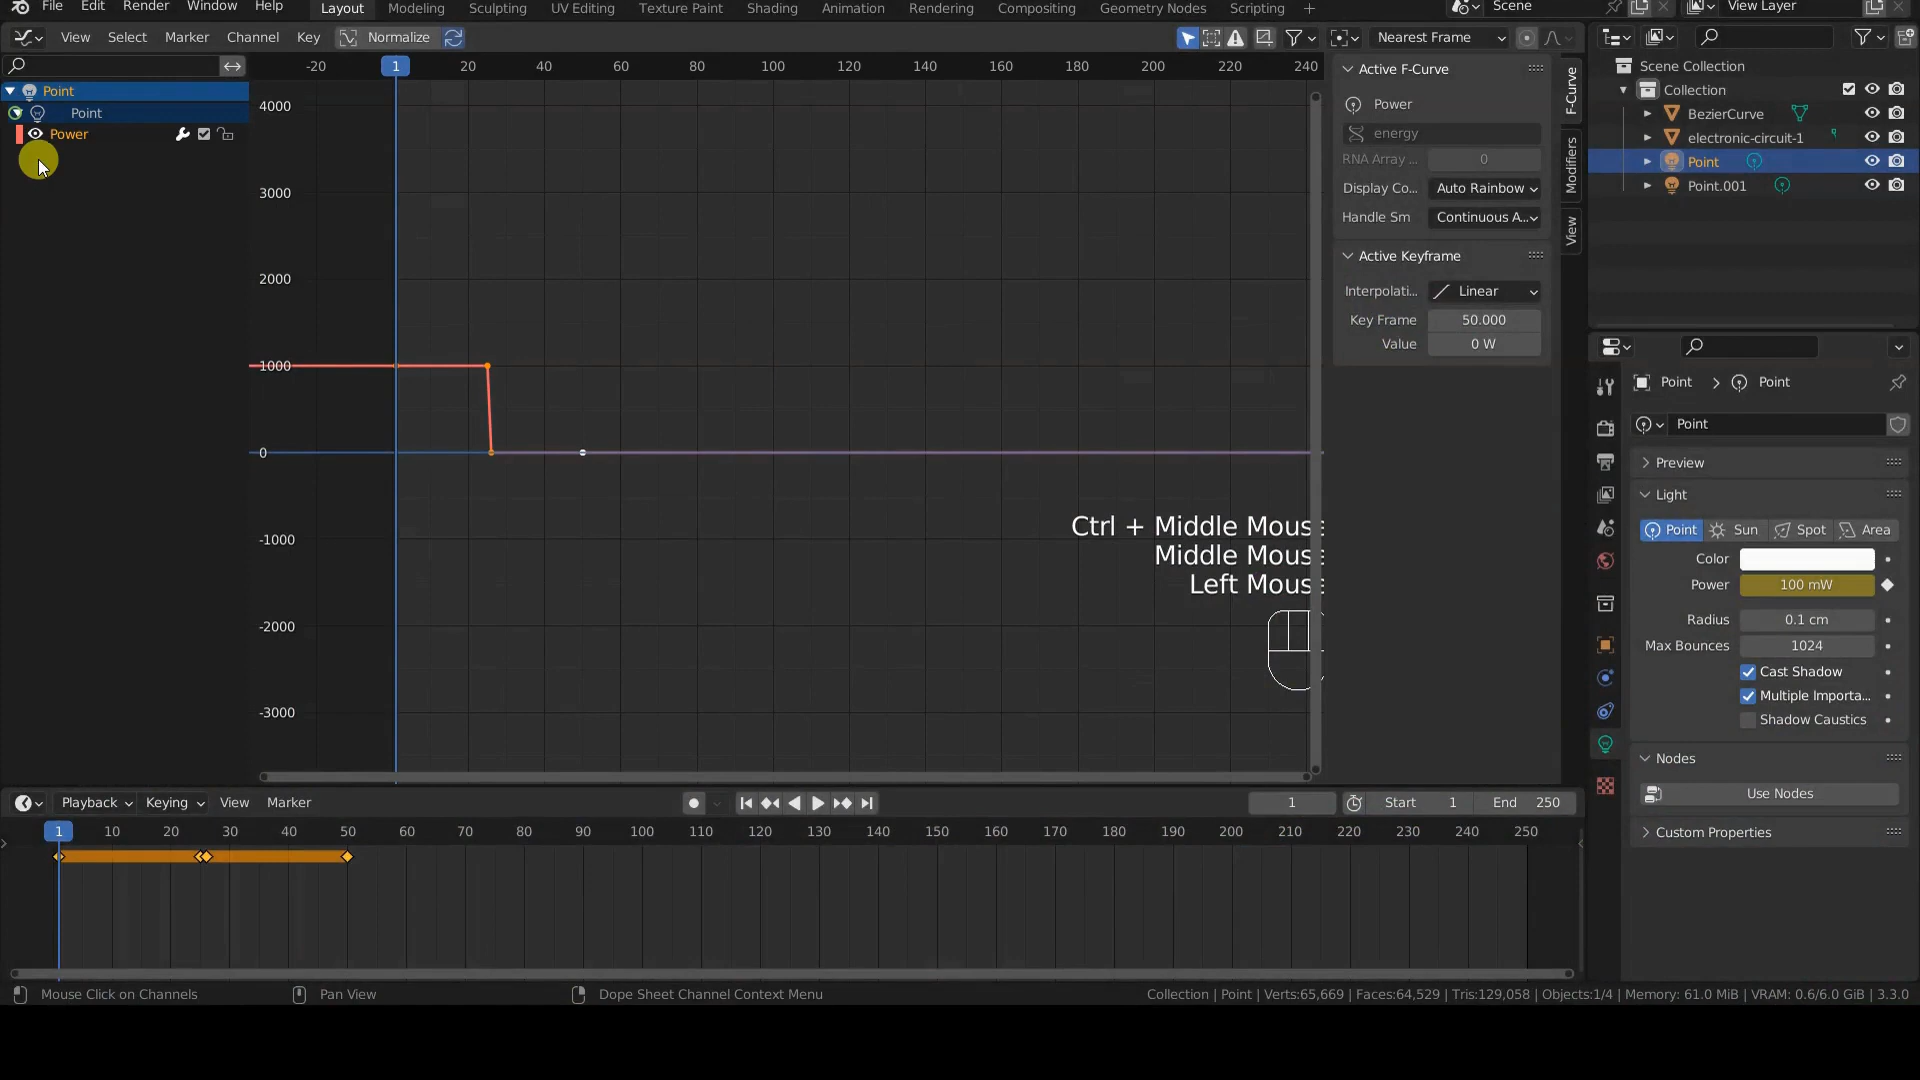 File Edit Render Window Help Layout Modeling Sculpting UV Editing Texture Paint Shading Animation Rendering Compositing Geometry Nodes Scripting + Scene View Layer
View Select Marker Channel Key Normalize Nearest Frame
-20 1 20 40 60 80 100 120 140 160 180 200 220 240
Point
Point
Power
4000
3000
2000
1000
0
-1000
-2000
-3000
Ctrl + Middle Mouse
Middle Mouse
Left Mouse
Active F-Curve
Power
energy
RNA Array ... 0
Display Co... Auto Rainbow
Handle Sm Continuous A...
Active Keyframe
Interpolati... Linear
Key Frame 50.000
Value 0 W
F-Curve
Modifiers
View
Scene Collection
Collection
BezierCurve
electronic-circuit-1
Point
Point.001
Point > Point
Point
Preview
Light
Point Sun Spot Area
Color
Power 100 mW
Radius 0.1 cm
Max Bounces 1024
Cast Shadow
Multiple Importa...
Shadow Caustics
Nodes
Use Nodes
Custom Properties
Playback Keying View Marker 1 Start 1 End 250
1 10 20 30 40 50 60 70 80 90 100 110 120 130 140 150 160 170 180 190 200 210 220 230 240 250
Mouse Click on Channels Pan View Dope Sheet Channel Context Menu Collection | Point | Verts:65,669 | Faces:64,529 | Tris:129,058 | Objects:1/4 | Memory: 61.0 MiB | VRAM: 0.6/6.0 GiB | 3.3.0